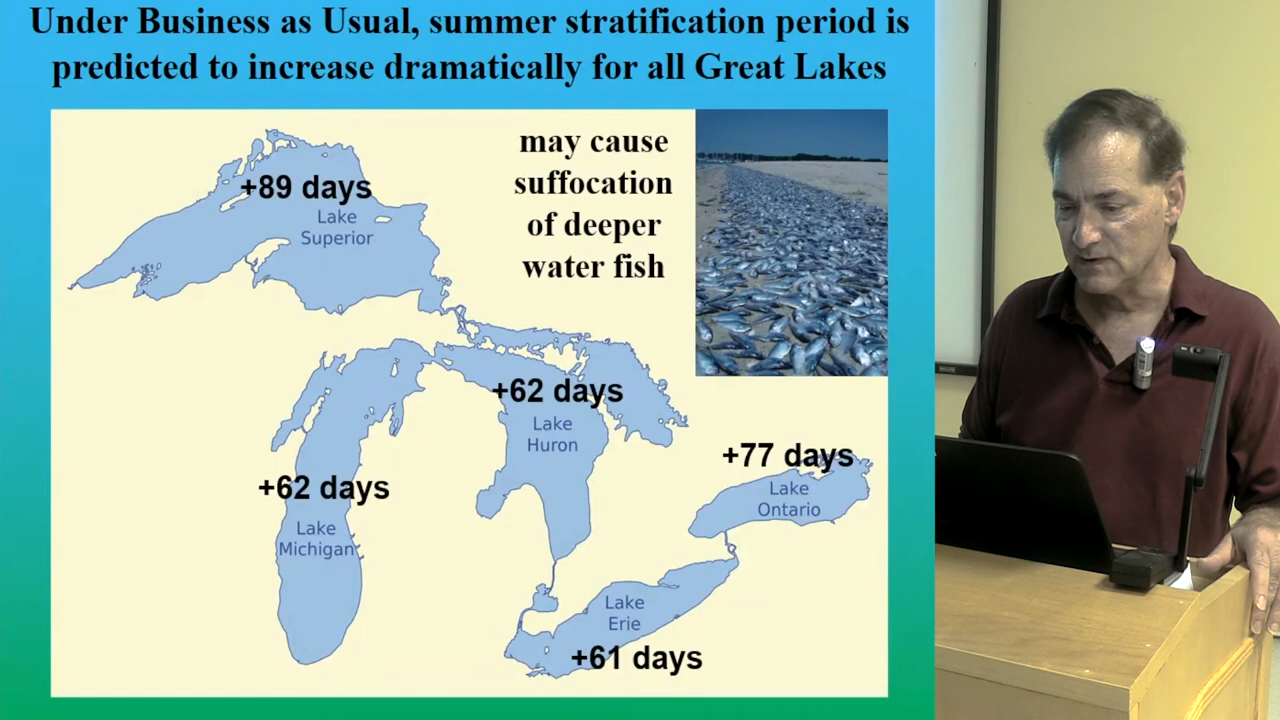 Under Business as Usual, summer stratification period is
predicted to increase dramatically for all Great Lakes
may cause
suffocation
of deeper
water fish
+89 days
Lake
Superior
+62 days
Lake
Huron
+77 days
Lake
Ontario
+62 days
Lake
Michigan
Lake
Erie
+61 days